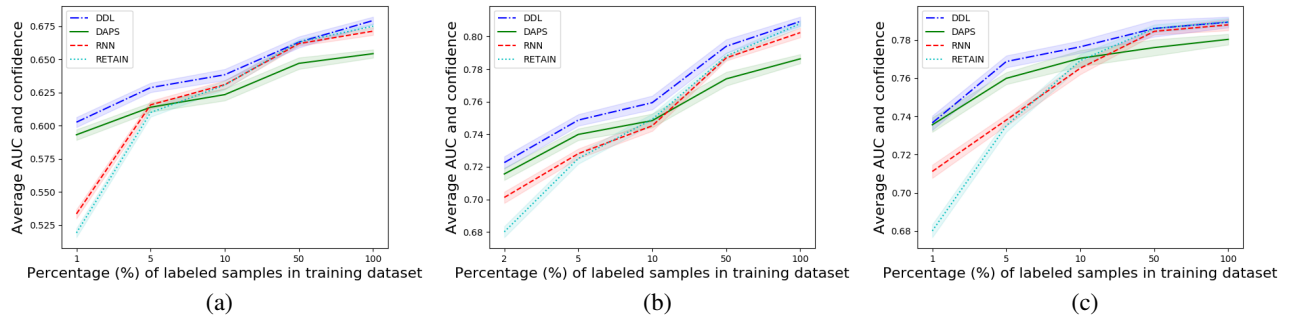 Average AUC and confidence
0.675
0.650
0.625
0.600
0.575
0.550
0.525
DDL
DAPS
RNN
RETAIN
1
5
10
50
100
Percentage (%) of labeled samples in training dataset
(a)
Average AUC and confidence
0.80
0.78
0.76
0.74
0.72
0.70
0.68
DDL
DAPS
RNN
RETAIN
2
5
10
50
100
Percentage (%) of labeled samples in training dataset
(b)
Average AUC and confidence
0.78
0.76
0.74
0.72
0.70
0.68
DDL
DAPS
RNN
RETAIN
1
5
10
50
100
Percentage (%) of labeled samples in training dataset
(c)